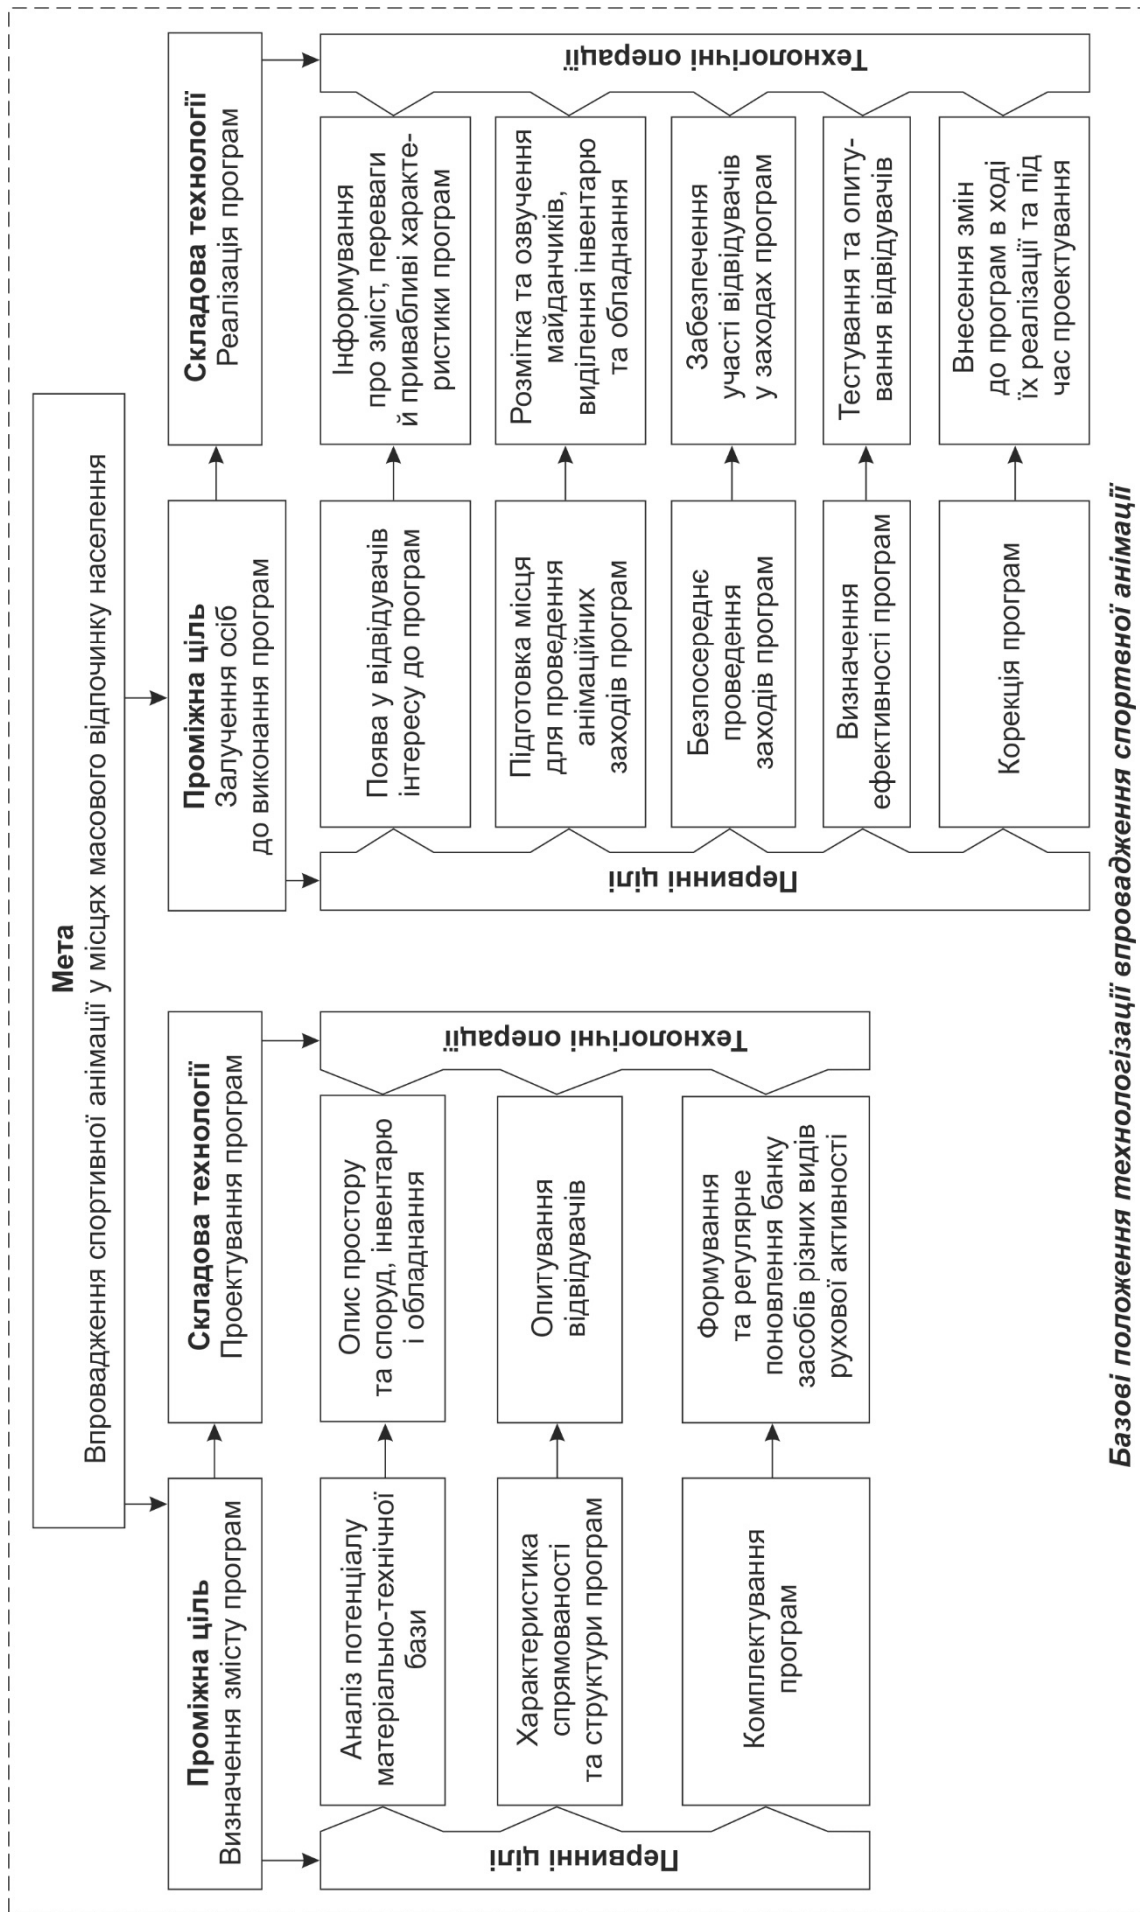 Мета
Впровадження спортивної анімації у місцях масового відпочинку населення
Проміжна ціль
Визначення змісту програм
Складова технології
Проектування програм
Первинні цілі
Аналіз потенціалу
матеріально-технічної
бази
Опис простору
та споруд, інвентарю
і обладнання
Характеристика
спрямованості
та структури програм
Опитування
відвідувачів
Комплектування
програм
Формування
та регулярне
поновлення банку
засобів різних видів
рухової активності
Технологічні операції
Проміжна ціль
Залучення осіб
до виконання програм
Складова технології
Реалізація програм
Первинні цілі
Поява у відвідувачів
інтересу до програм
Інформування
про зміст, переваги
й привабливі характе-
ристики програм
Підготовка місця
для проведення
анімаційних
заходів програм
Розмітка та озвучення
майданчиків,
виділення інвентарю
та обладнання
Безпосереднє
проведення
заходів програм
Забезпечення
участі відвідувачів
у заходах програм
Визначення
ефективності програм
Тестування та опиту-
вання відвідувачів
Корекція програм
Внесення змін
до програм в ході
їх реалізації та під
час проектування
Технологічні операції
Базові положення технологізації впровадження спортвної анімації